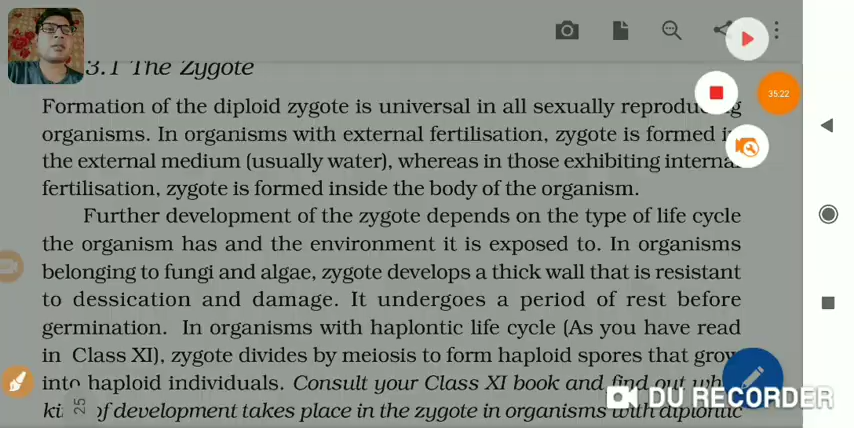 3.1 The Zygote
35:22
Formation of the diploid zygote is universal in all sexually reproducing
organisms. In organisms with external fertilisation, zygote is formed in
the external medium (usually water), whereas in those exhibiting internal
fertilisation, zygote is formed inside the body of the organism.
Further development of the zygote depends on the type of life cycle
the organism has and the environment it is exposed to. In organisms
belonging to fungi and algae, zygote develops a thick wall that is resistant
to dessication and damage. It undergoes a period of rest before
germination. In organisms with haplontic life cycle (As you have read
in Class XI), zygote divides by meiosis to form haploid spores that grow
into haploid individuals. Consult your Class XI book and find out what
DU RECORDER
25
of development takes place in the zygote in organisms with diplontic